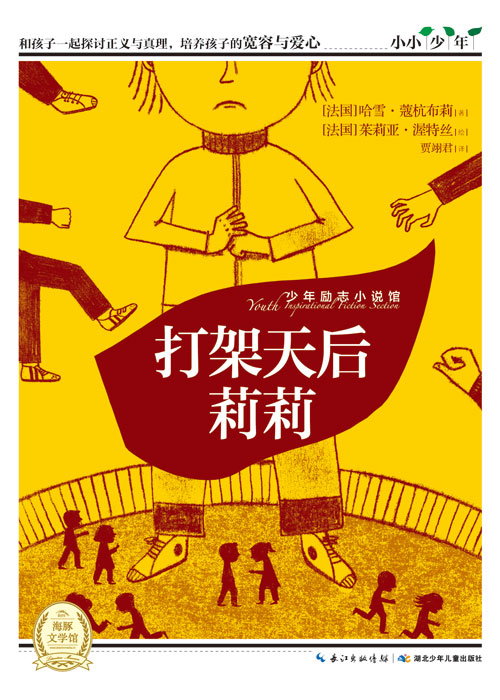 和孩子一起探讨正义与真理，培养孩子的宽容与爱心
小小少年
[法国]哈雪·蔻杭布莉 著
[法国]茱莉亚·渥特丝 绘
贾翊君 译
少年励志小说馆
Youth Inspirational Fiction Section
打架天后
莉莉
海豚
文学馆
长江出版传媒
湖北少年儿童出版社